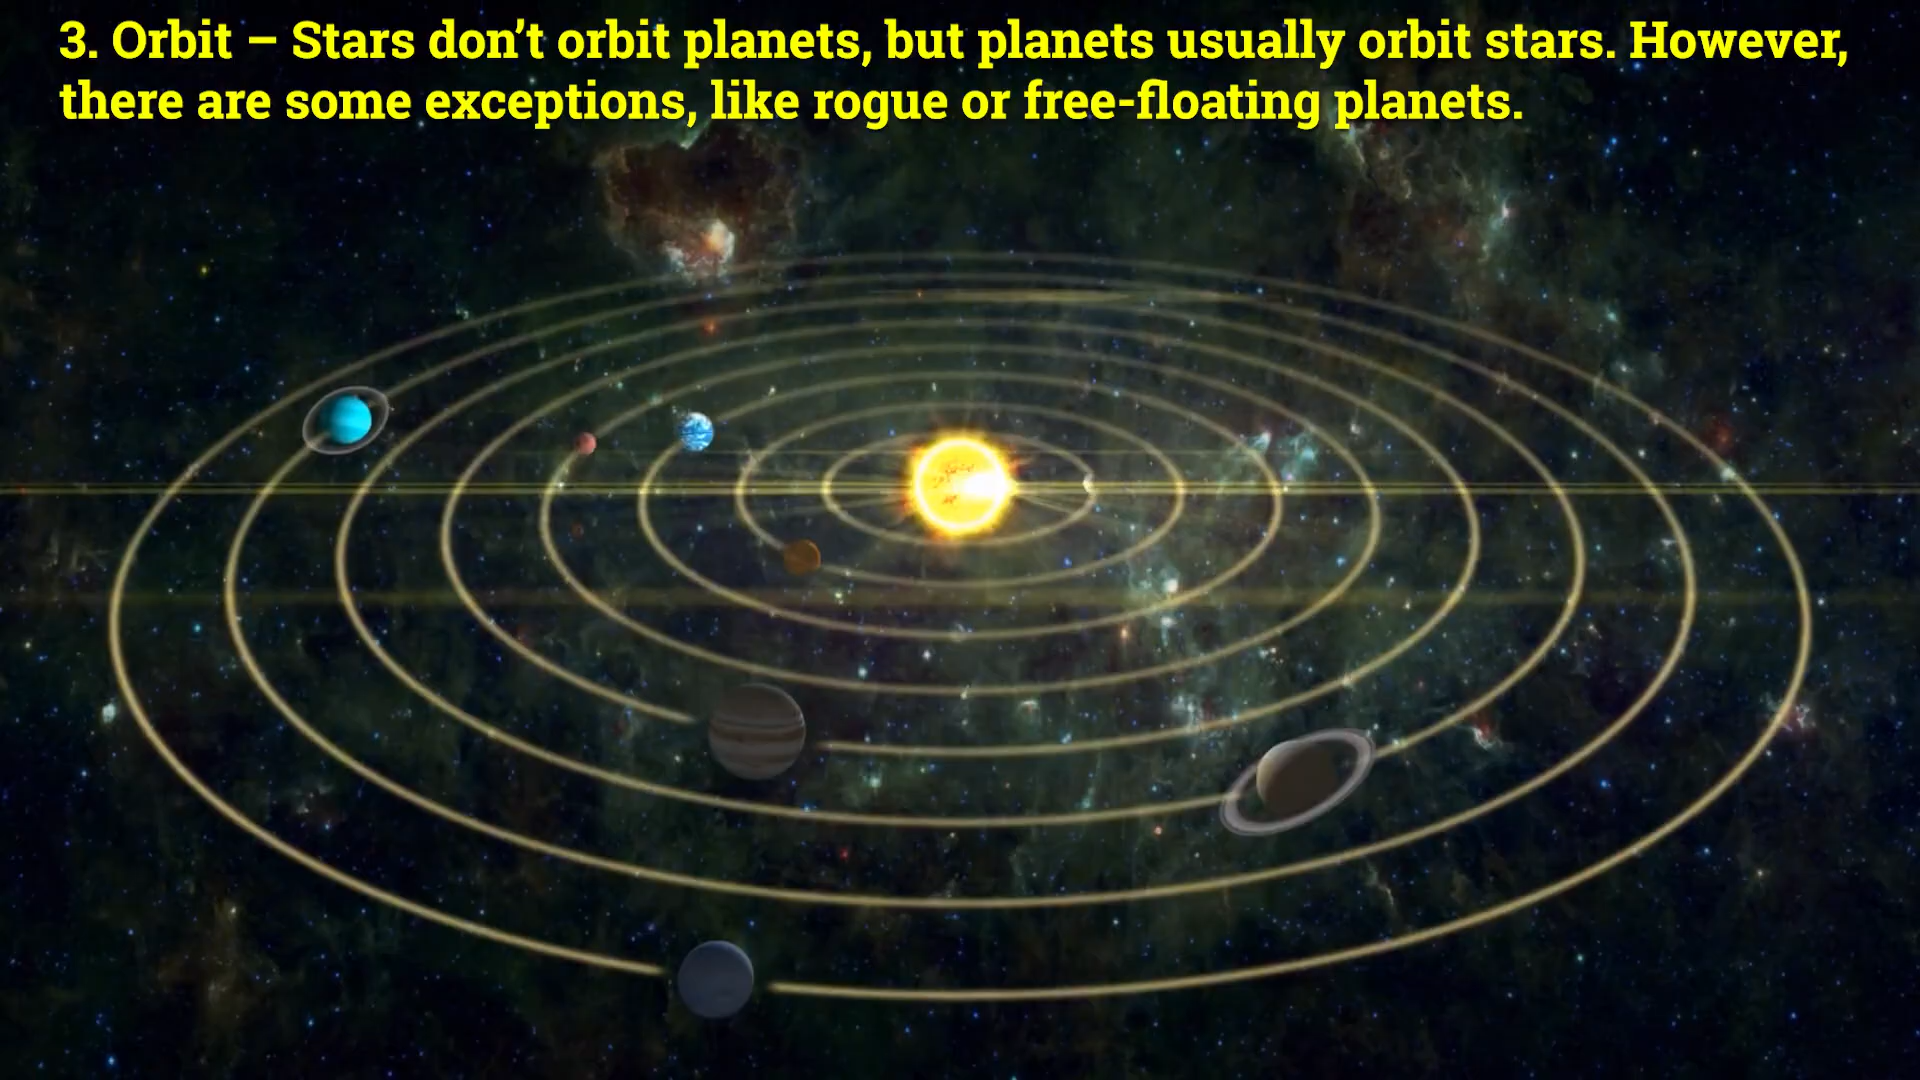 3. Orbit – Stars don’t orbit planets, but planets usually orbit stars. However,
there are some exceptions, like rogue or free-floating planets.